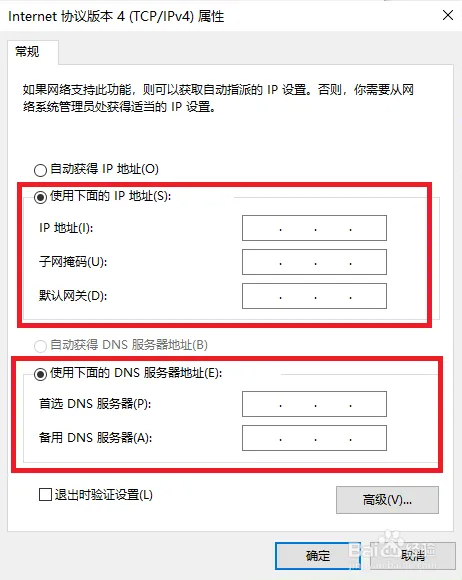 Internet 协议版本 4 (TCP/IPv4) 属性
常规
如果网络支持此功能，则可以获取自动指派的 IP 设置。否则，你需要从网
络系统管理员处获得适当的 IP 设置。
自动获得 IP 地址(O)
使用下面的 IP 地址(S):
IP 地址(I):
子网掩码(U):
默认网关(D):
自动获得 DNS 服务器地址(B)
使用下面的 DNS 服务器地址(E):
首选 DNS 服务器(P):
备用 DNS 服务器(A):
退出时验证设置(L)
高级(V)...
确定
取消
Baidu 经验